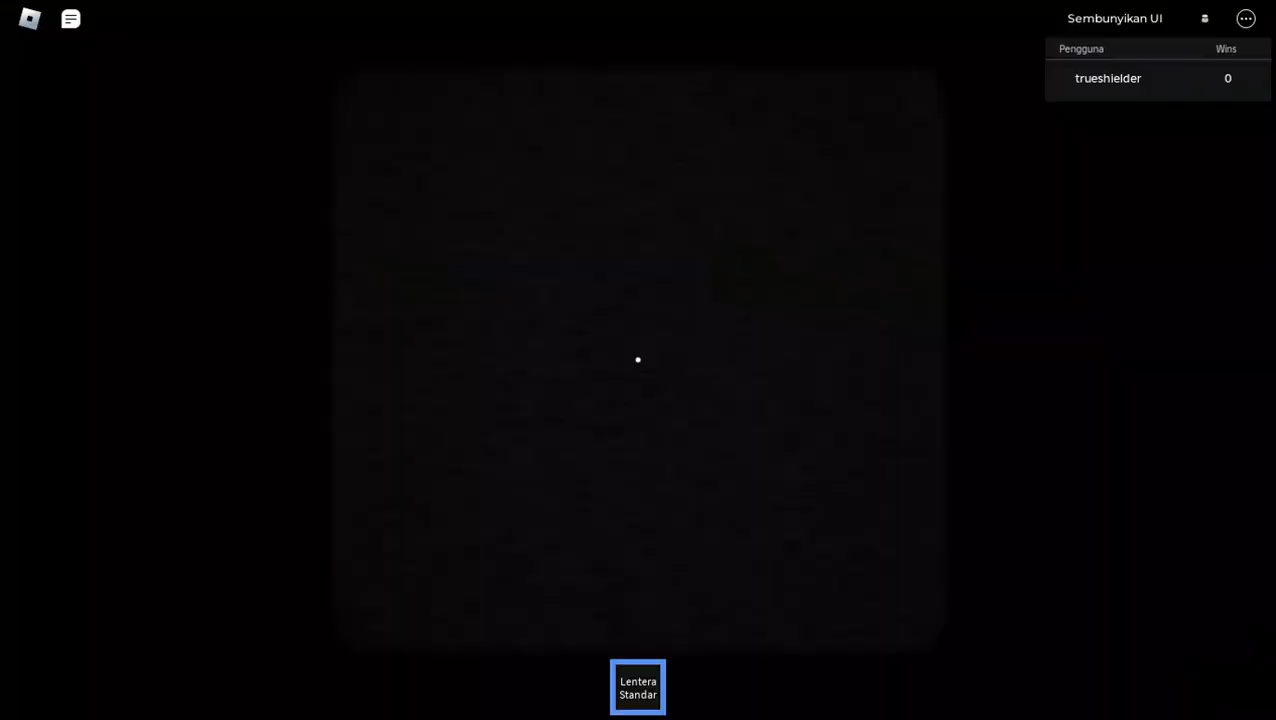 Sembunyikan UI
Pengguna Wins
trueshielder 0
Lentera
Standar